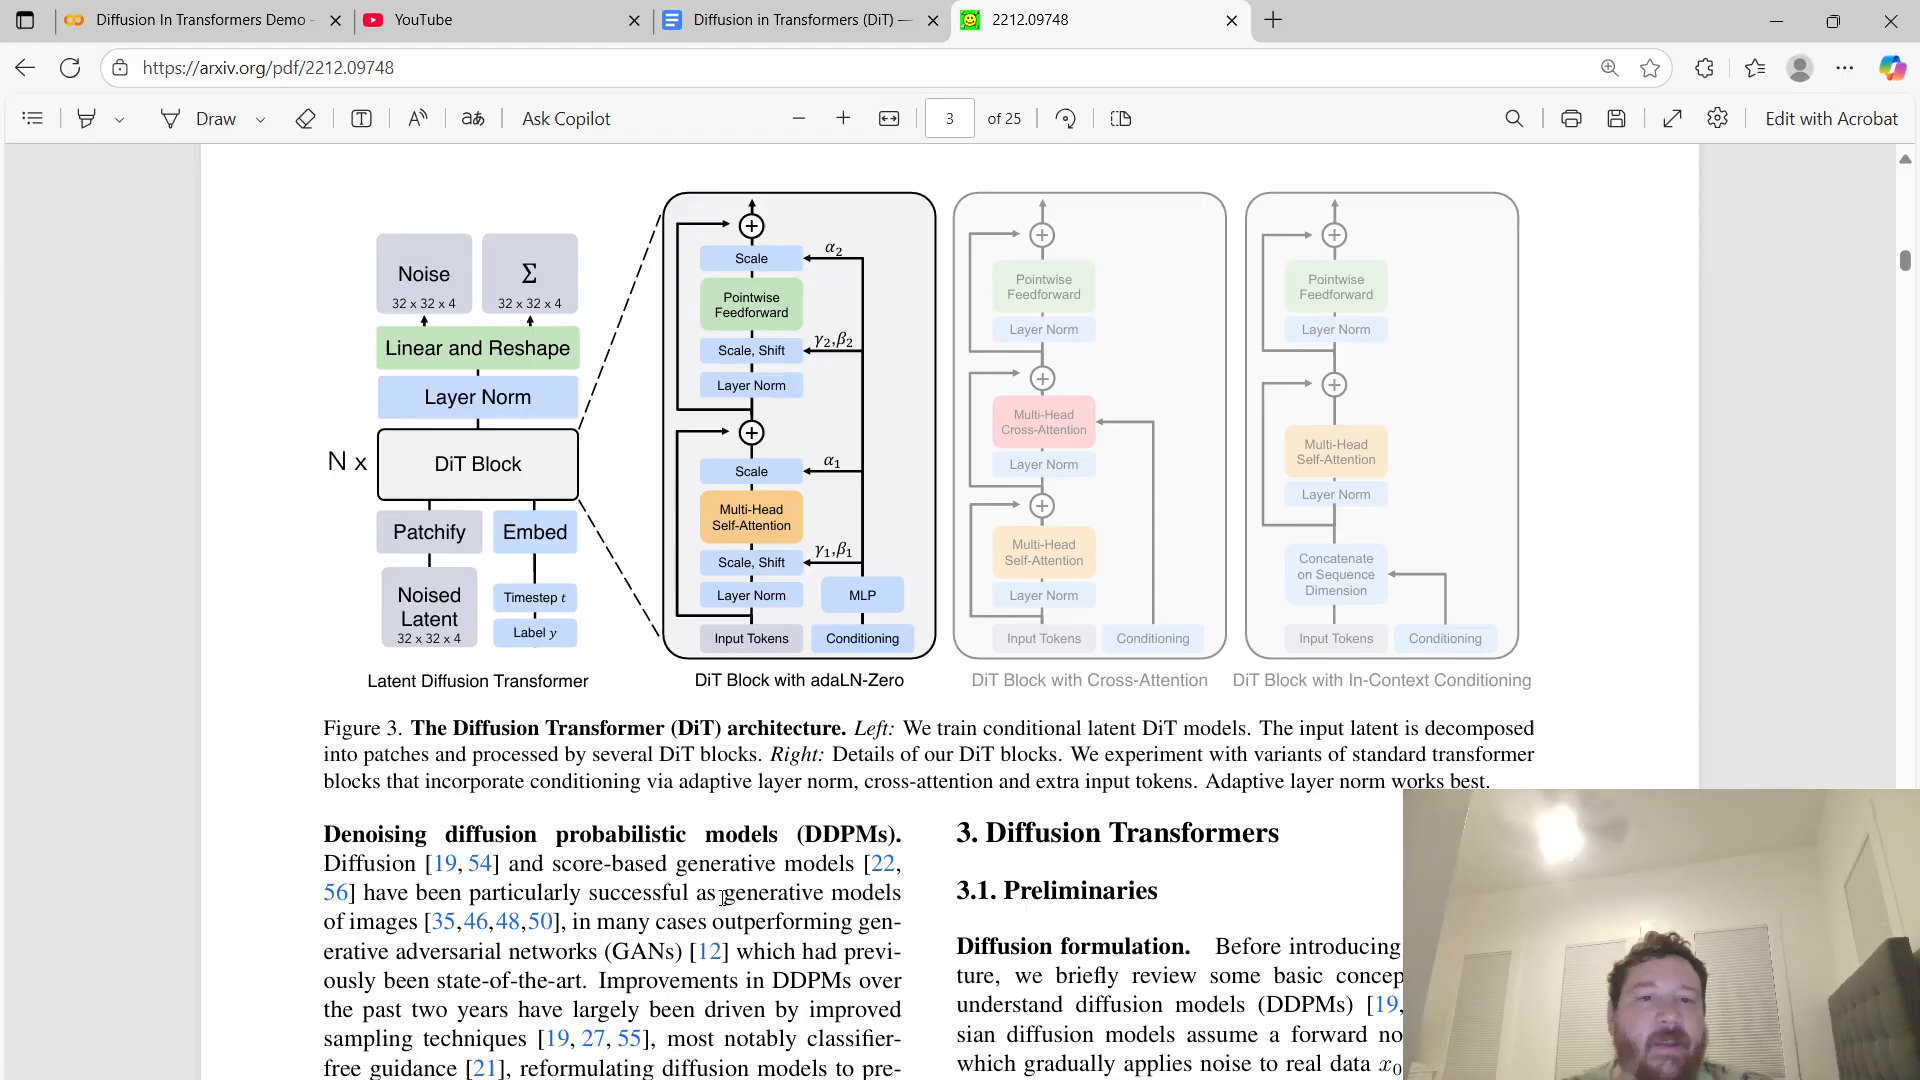 Diffusion In Transformers Demo -
YouTube
Diffusion in Transformers (DiT) —
2212.09748
https://arxiv.org/pdf/2212.09748
Draw
Ask Copilot
3 of 25
Edit with Acrobat
Noise
32 x 32 x 4
Σ
32 x 32 x 4
Linear and Reshape
Layer Norm
N x
DiT Block
Patchify
Embed
Noised
Latent
32 x 32 x 4
Timestep t
Label y
Latent Diffusion Transformer
Scale
α₂
Pointwise
Feedforward
Scale, Shift
γ₂,β₂
Layer Norm
Scale
α₁
Multi-Head
Self-Attention
Scale, Shift
γ₁,β₁
Layer Norm
MLP
Input Tokens
Conditioning
DiT Block with adaLN-Zero
Pointwise
Feedforward
Layer Norm
Multi-Head
Cross-Attention
Layer Norm
Multi-Head
Self-Attention
Layer Norm
Input Tokens
Conditioning
DiT Block with Cross-Attention
Pointwise
Feedforward
Layer Norm
Multi-Head
Self-Attention
Layer Norm
Concatenate
on Sequence
Dimension
Input Tokens
Conditioning
DiT Block with In-Context Conditioning
Figure 3. The Diffusion Transformer (DiT) architecture. Left: We train conditional latent DiT models. The input latent is decomposed
into patches and processed by several DiT blocks. Right: Details of our DiT blocks. We experiment with variants of standard transformer
blocks that incorporate conditioning via adaptive layer norm, cross-attention and extra input tokens. Adaptive layer norm works best.
Denoising diffusion probabilistic models (DDPMs).
Diffusion [19, 54] and score-based generative models [22,
56] have been particularly successful as generative models
of images [35,46,48,50], in many cases outperforming gen-
erative adversarial networks (GANs) [12] which had previ-
ously been state-of-the-art. Improvements in DDPMs over
the past two years have largely been driven by improved
sampling techniques [19, 27, 55], most notably classifier-
free guidance [21], reformulating diffusion models to pre-
3. Diffusion Transformers
3.1. Preliminaries
Diffusion formulation. Before introducing
ture, we briefly review some basic concep
understand diffusion models (DDPMs) [19,
sian diffusion models assume a forward no
which gradually applies noise to real data x₀